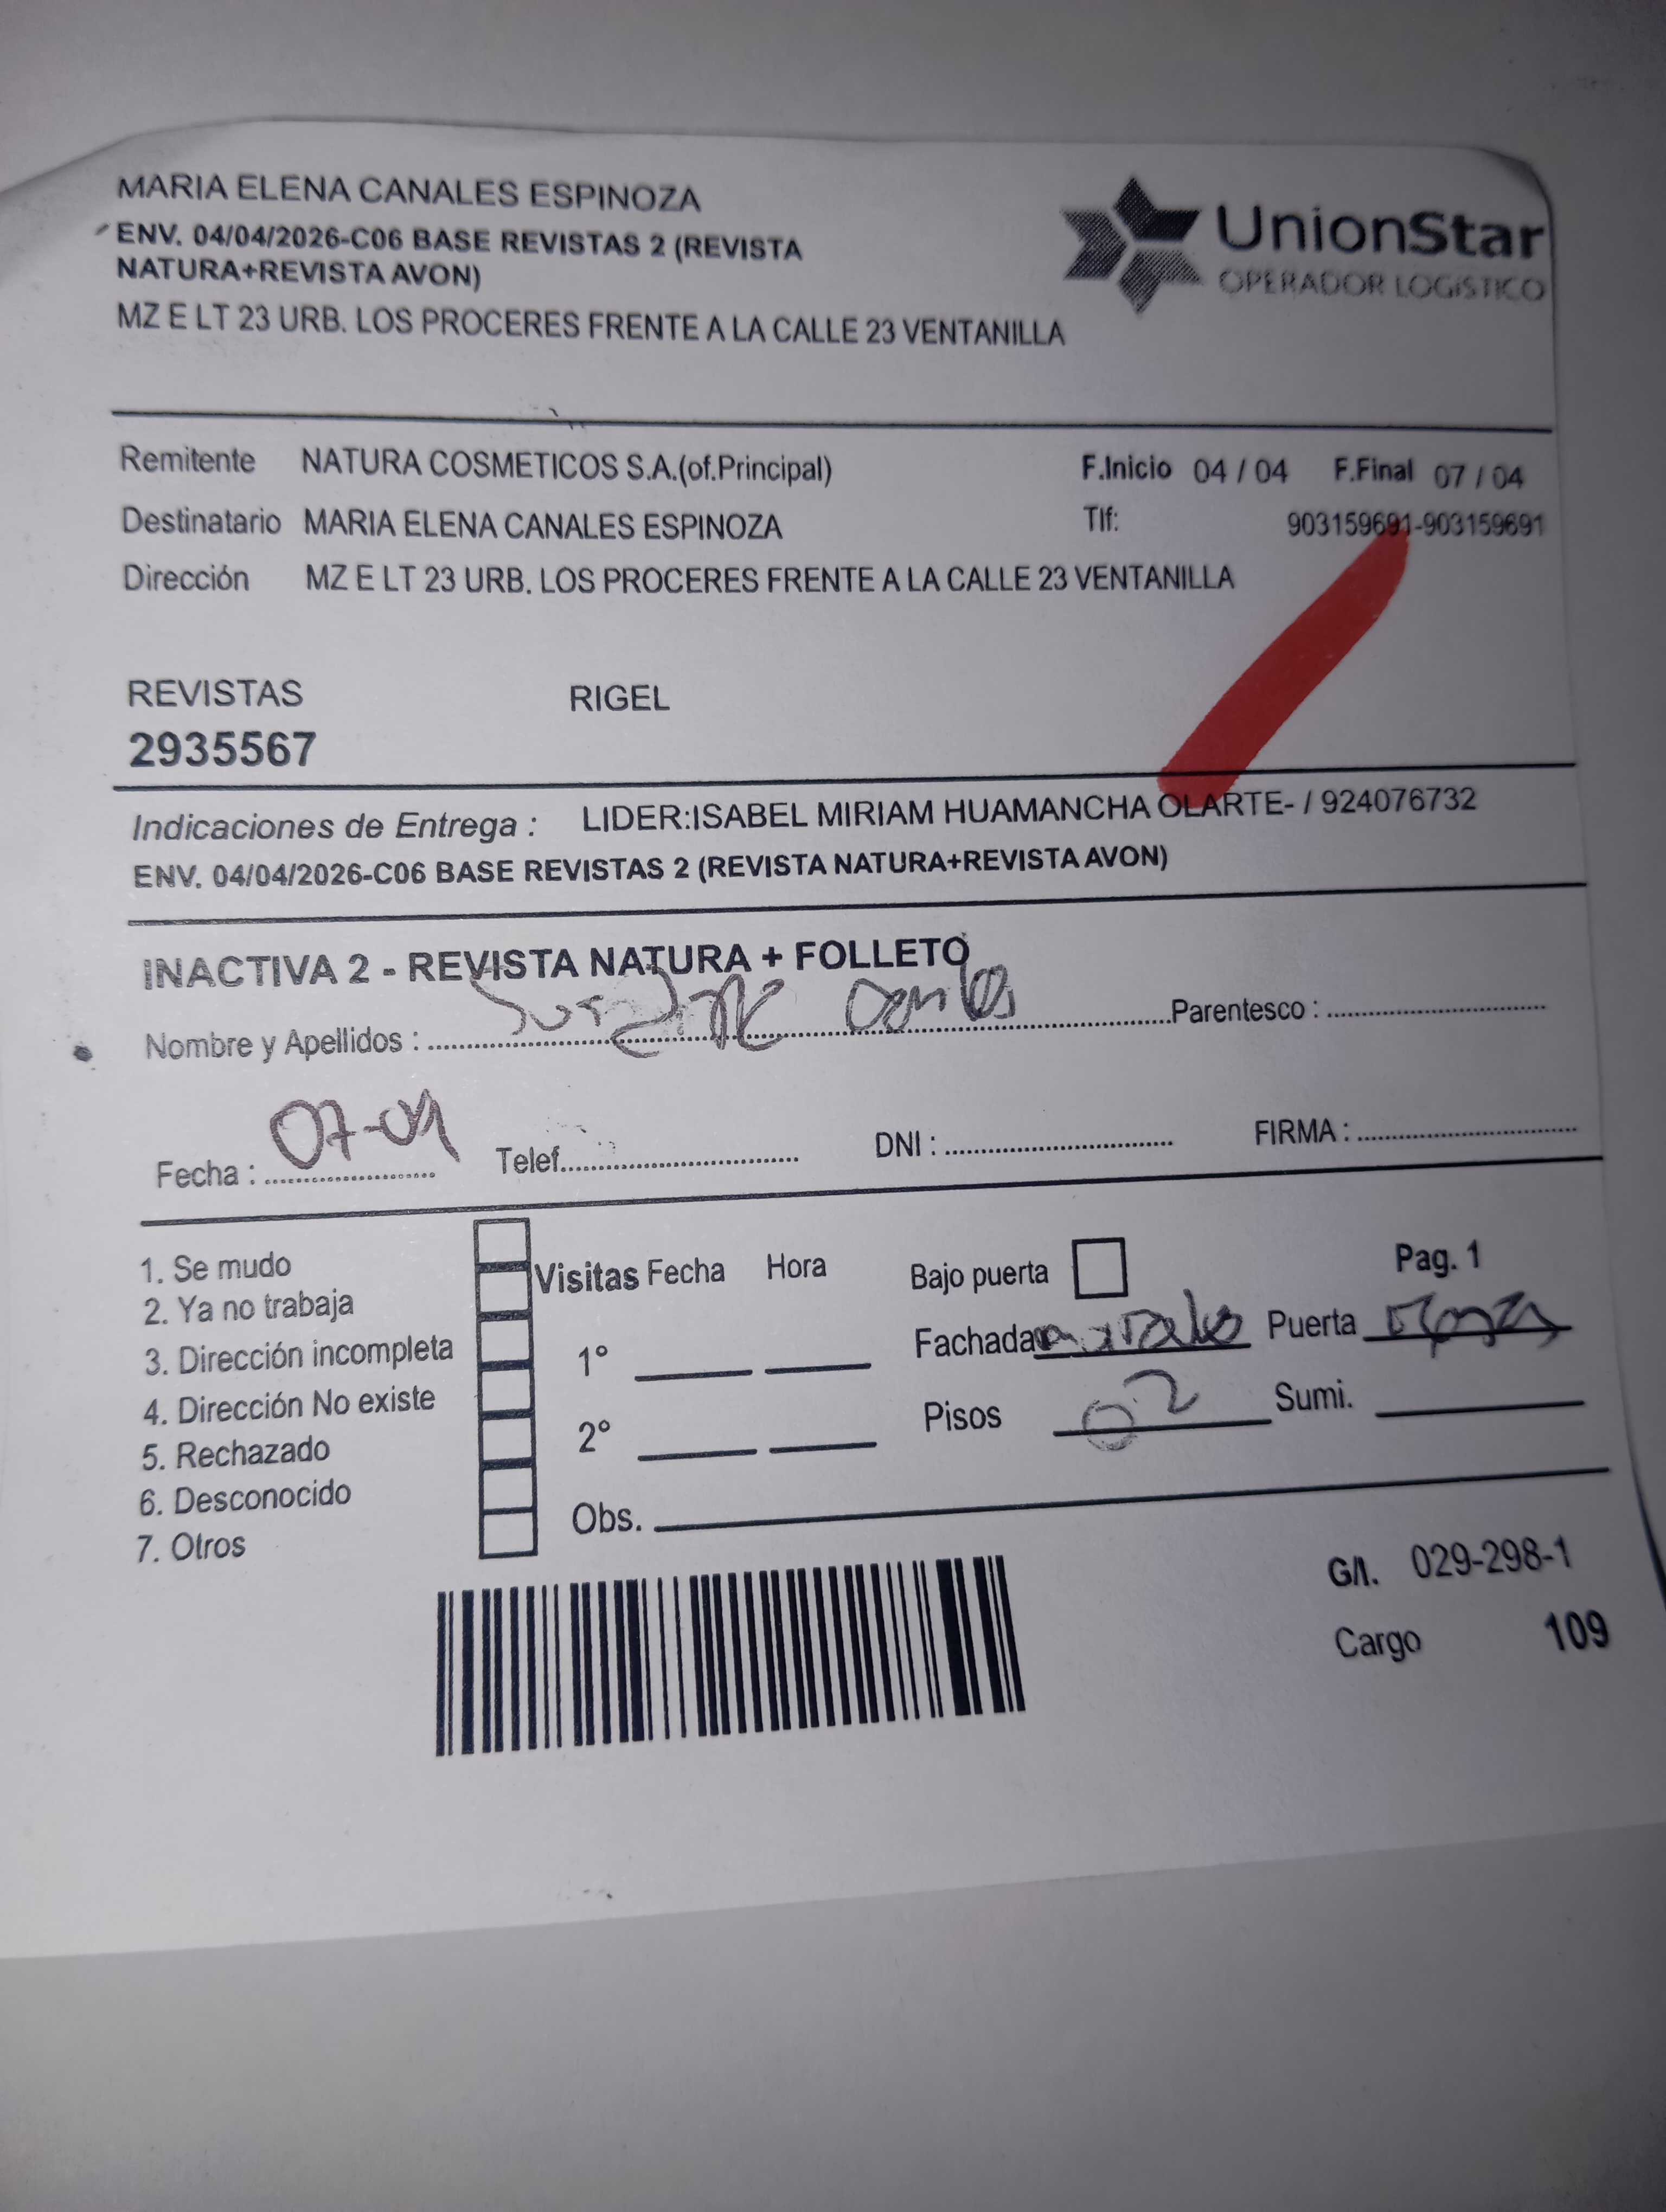 MARIA ELENA CANALES ESPINOZA
ENV. 04/04/2026-C06 BASE REVISTAS 2 (REVISTA
NATURA+REVISTA AVON)
MZ E LT 23 URB. LOS PROCERES FRENTE A LA CALLE 23 VENTANILLA
UnionStar
OPERADOR LOGíSTICO
Remitente NATURA COSMETICOS S.A.(of.Principal) F.Inicio 04 / 04 F.Final 07 / 04
Destinatario MARIA ELENA CANALES ESPINOZA Tlf: 903159691-903159691
Dirección MZ E LT 23 URB. LOS PROCERES FRENTE A LA CALLE 23 VENTANILLA
REVISTAS RIGEL
2935567
Indicaciones de Entrega : LIDER:ISABEL MIRIAM HUAMANCHA OLARTE- / 924076732
ENV. 04/04/2026-C06 BASE REVISTAS 2 (REVISTA NATURA+REVISTA AVON)
INACTIVA 2 - REVISTA NATURA + FOLLETO
Nombre y Apellidos : Parentesco :
Fecha : 07-04 Telef. DNI : FIRMA :
1. Se mudo
2. Ya no trabaja
3. Dirección incompleta
4. Dirección No existe
5. Rechazado
6. Desconocido
7. Otros
Visitas Fecha Hora
1°
2°
Obs.
Bajo puerta Pag. 1
Fachada Puerta
Pisos 02 Sumi.
G/I. 029-298-1
Cargo 109